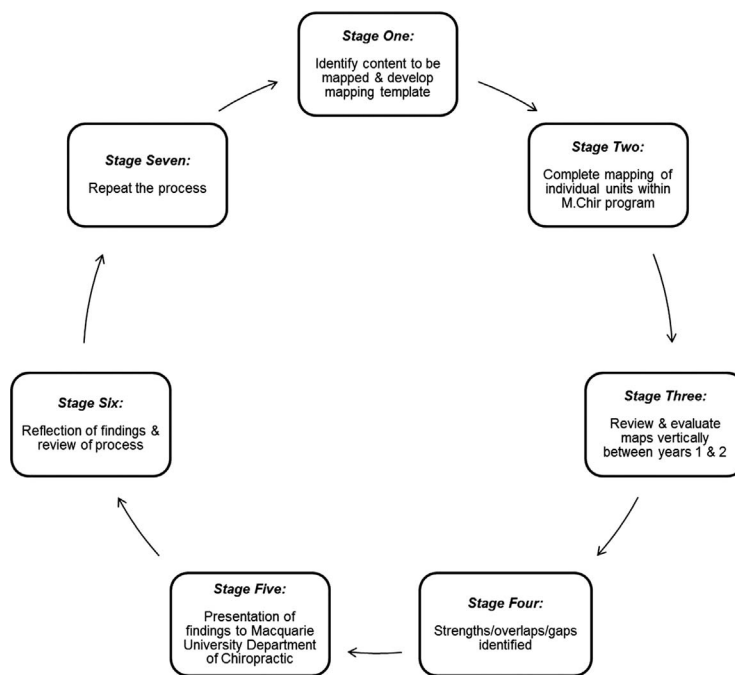 Stage One:
Identify content to be
mapped & develop
mapping template
Stage Two:
Complete mapping of
individual units within
M.Chir program
Stage Three:
Review & evaluate
maps vertically
between years 1 & 2
Stage Four:
Strengths/overlaps/gaps
identified
Stage Five:
Presentation of
findings to Macquarie
University Department
of Chiropractic
Stage Six:
Reflection of findings &
review of process
Stage Seven:
Repeat the process